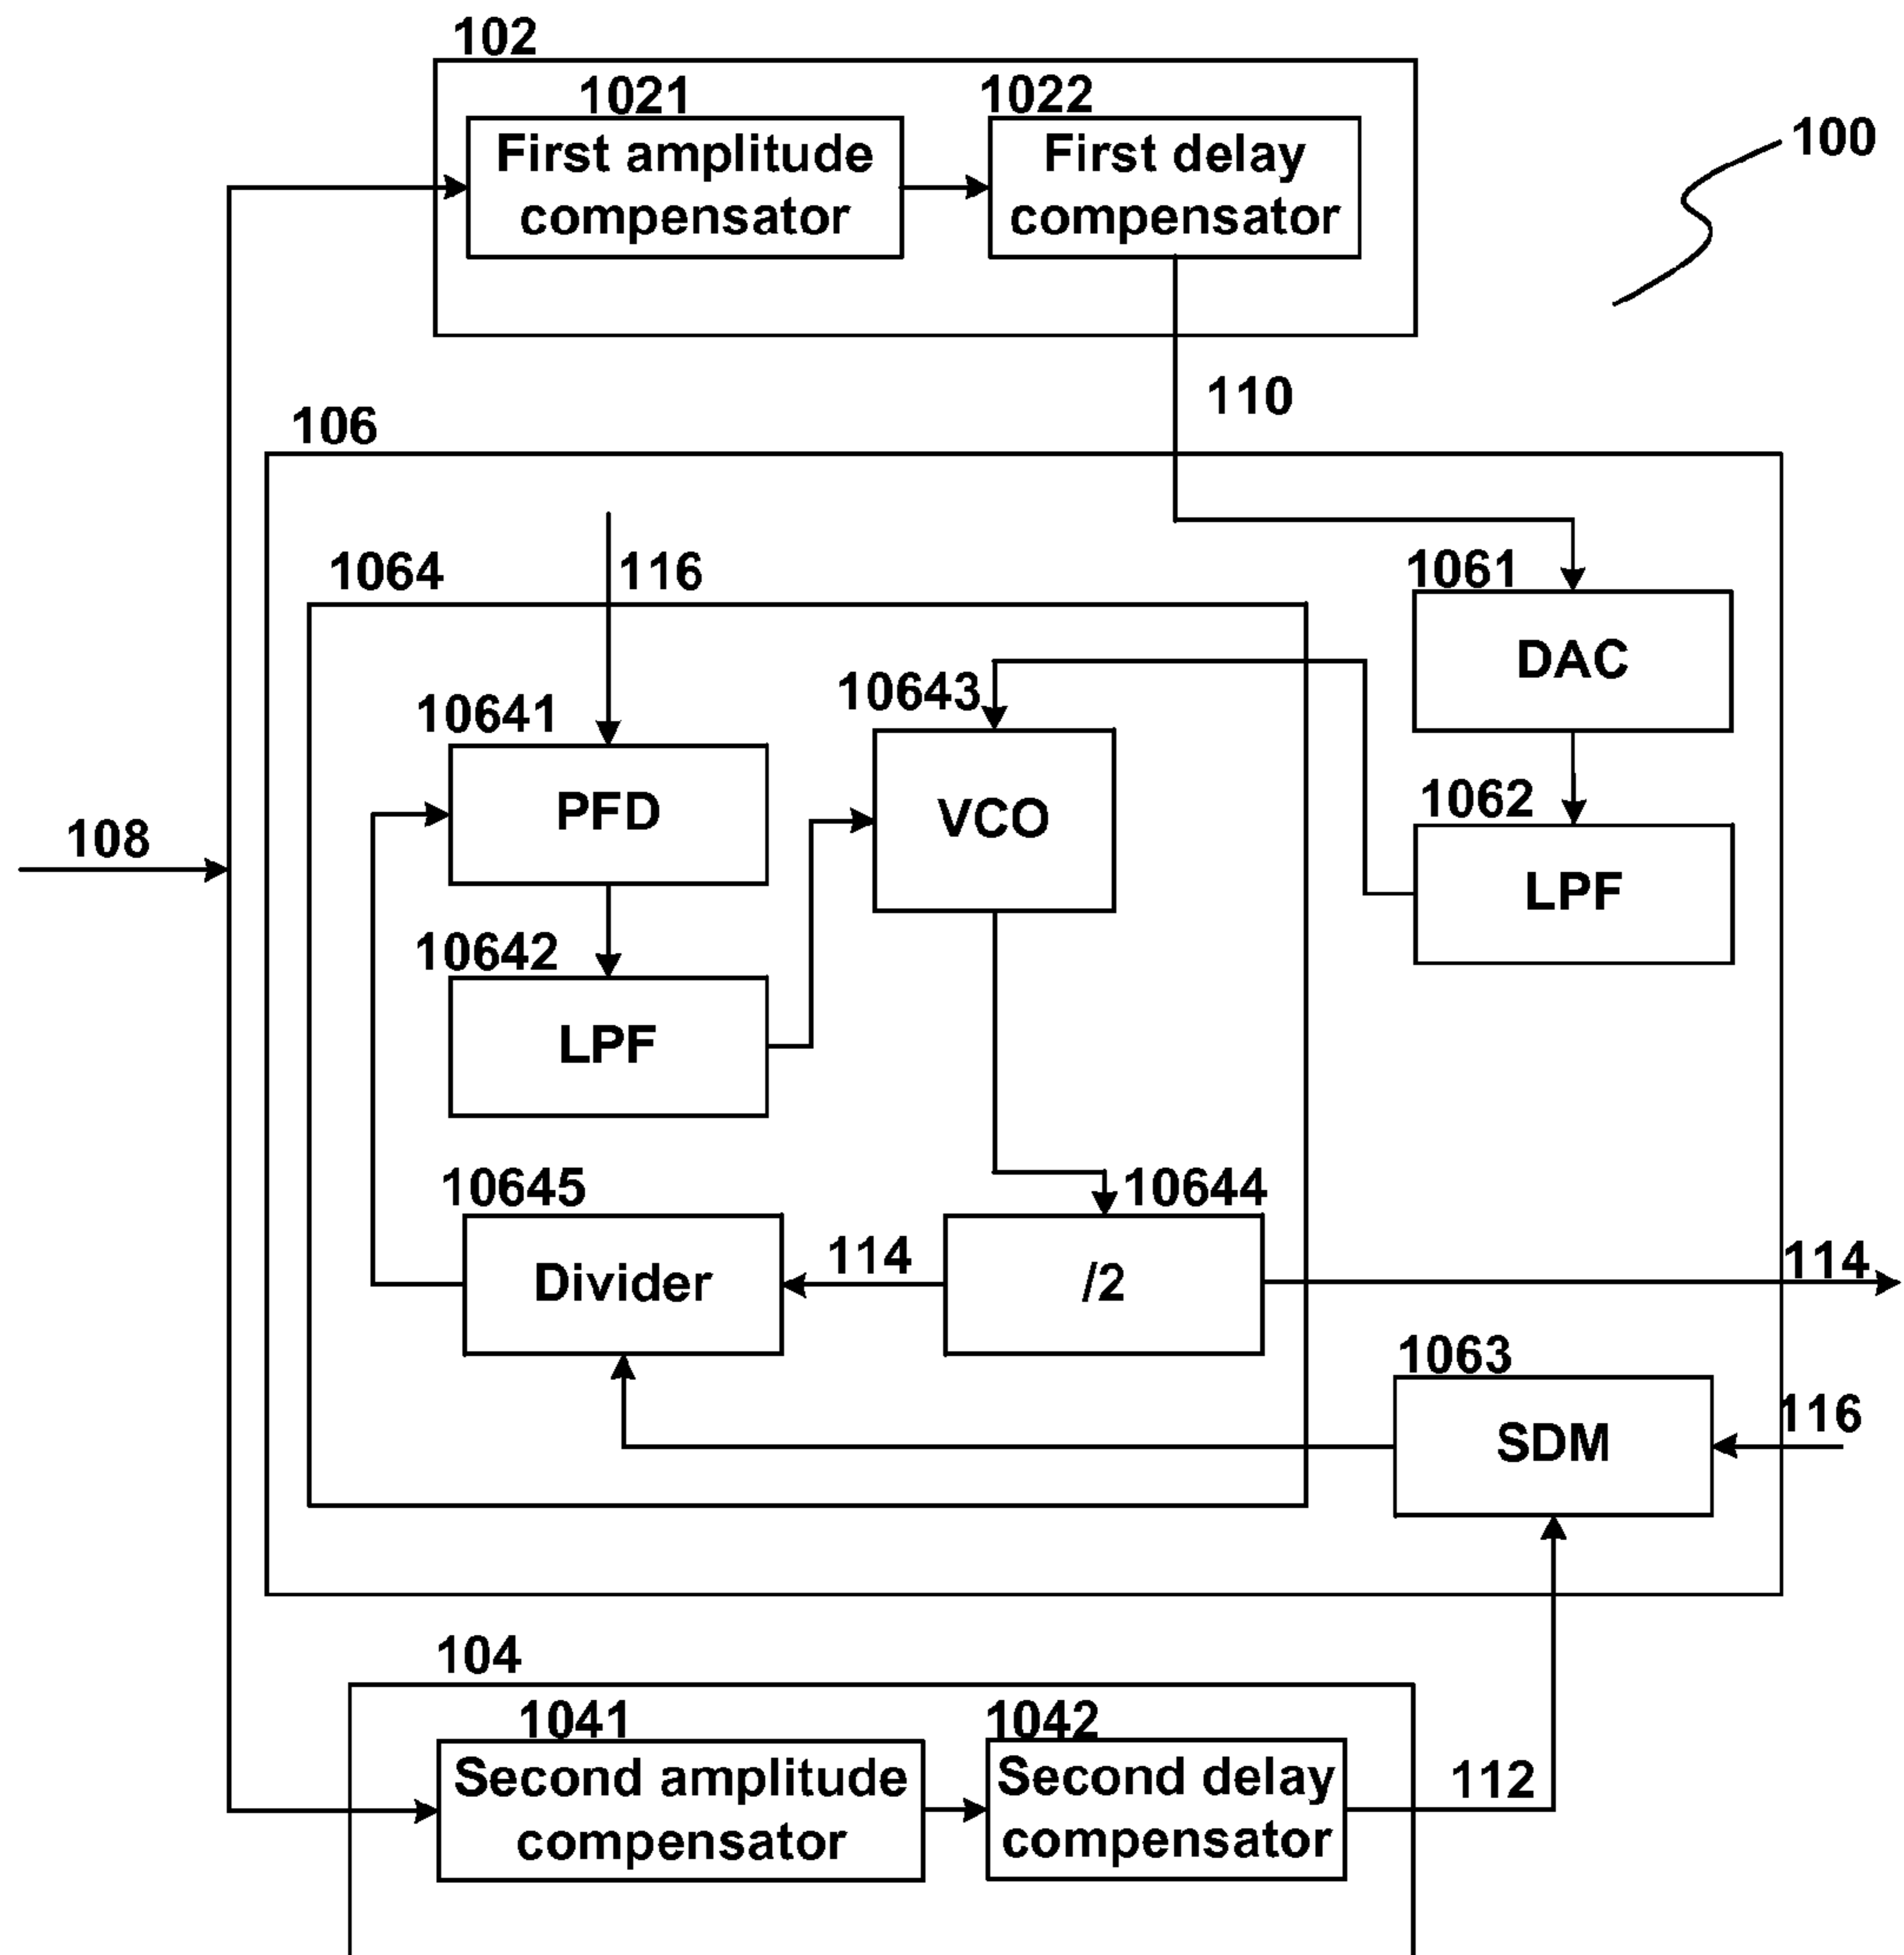 102
1021
1022
First amplitude
compensator
First delay
compensator
100
110
106
1064
116
1061
DAC
10641
10643
PFD
VCO
1062
LPF
108
10642
LPF
10645
10644
Divider
114
/2
114
1063
SDM
116
104
1041
1042
Second amplitude
compensator
Second delay
compensator
112